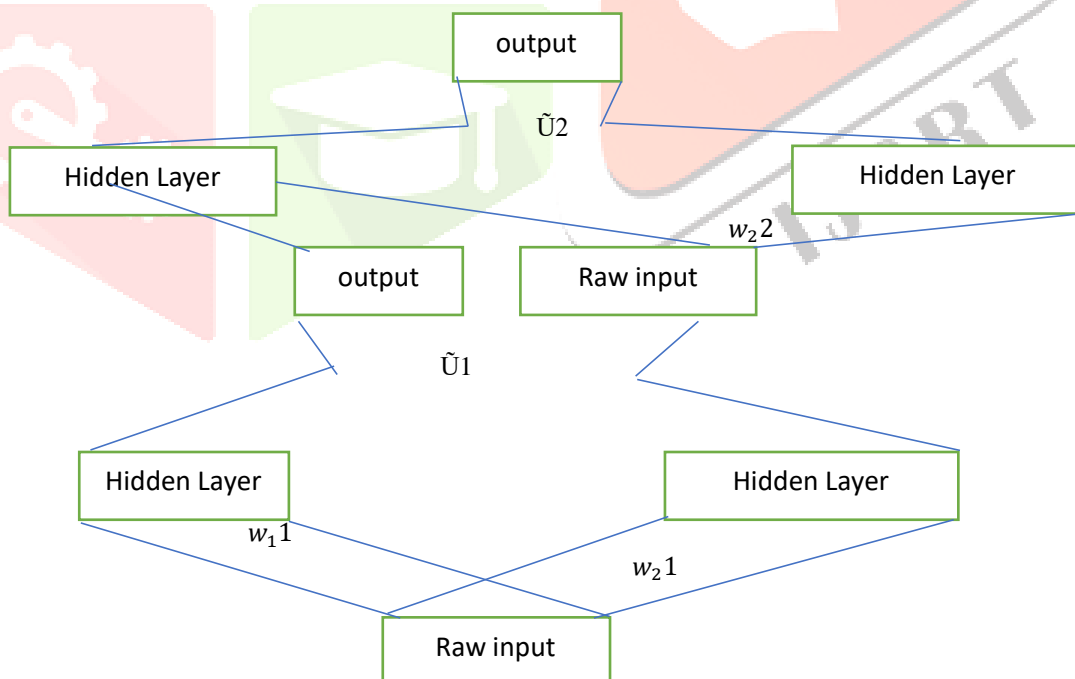 output
Ũ2
Hidden Layer
Hidden Layer
w₂2
output
Raw input
Ũ1
Hidden Layer
Hidden Layer
w₁1
w₂1
Raw input